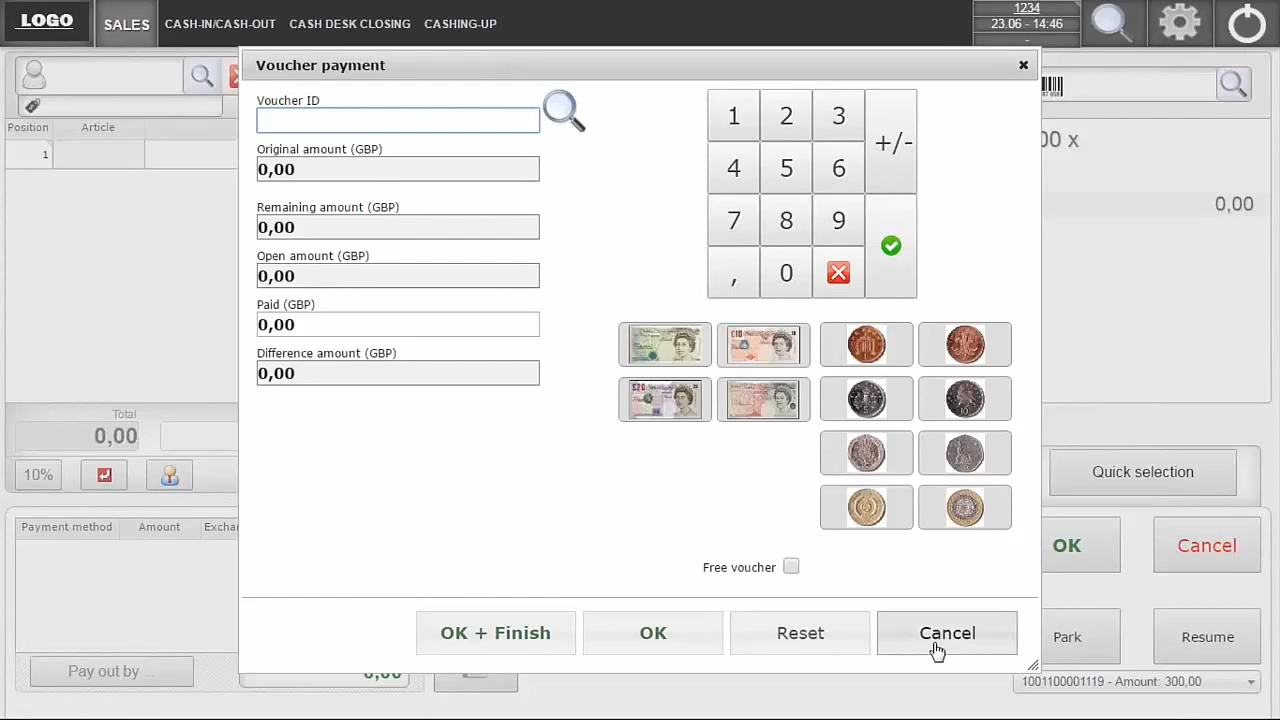 LOGO
SALES
CASH-IN/CASH-OUT
CASH DESK CLOSING
CASHING-UP
1234
23.06 - 14:46
-
Voucher payment
Voucher ID
Original amount (GBP)
0,00
Remaining amount (GBP)
0,00
Open amount (GBP)
0,00
Paid (GBP)
0,00
Difference amount (GBP)
0,00
1 2 3 +/-
4 5 6
7 8 9
, 0
£10
£20
Free voucher
OK + Finish
OK
Reset
Cancel
Position
Article
1
Total
0,00
10%
Payment method
Amount
Pay out by ...
0,00
00 x
0,00
Quick selection
OK
Cancel
Park
Resume
1001100001119 - Amount: 300,00